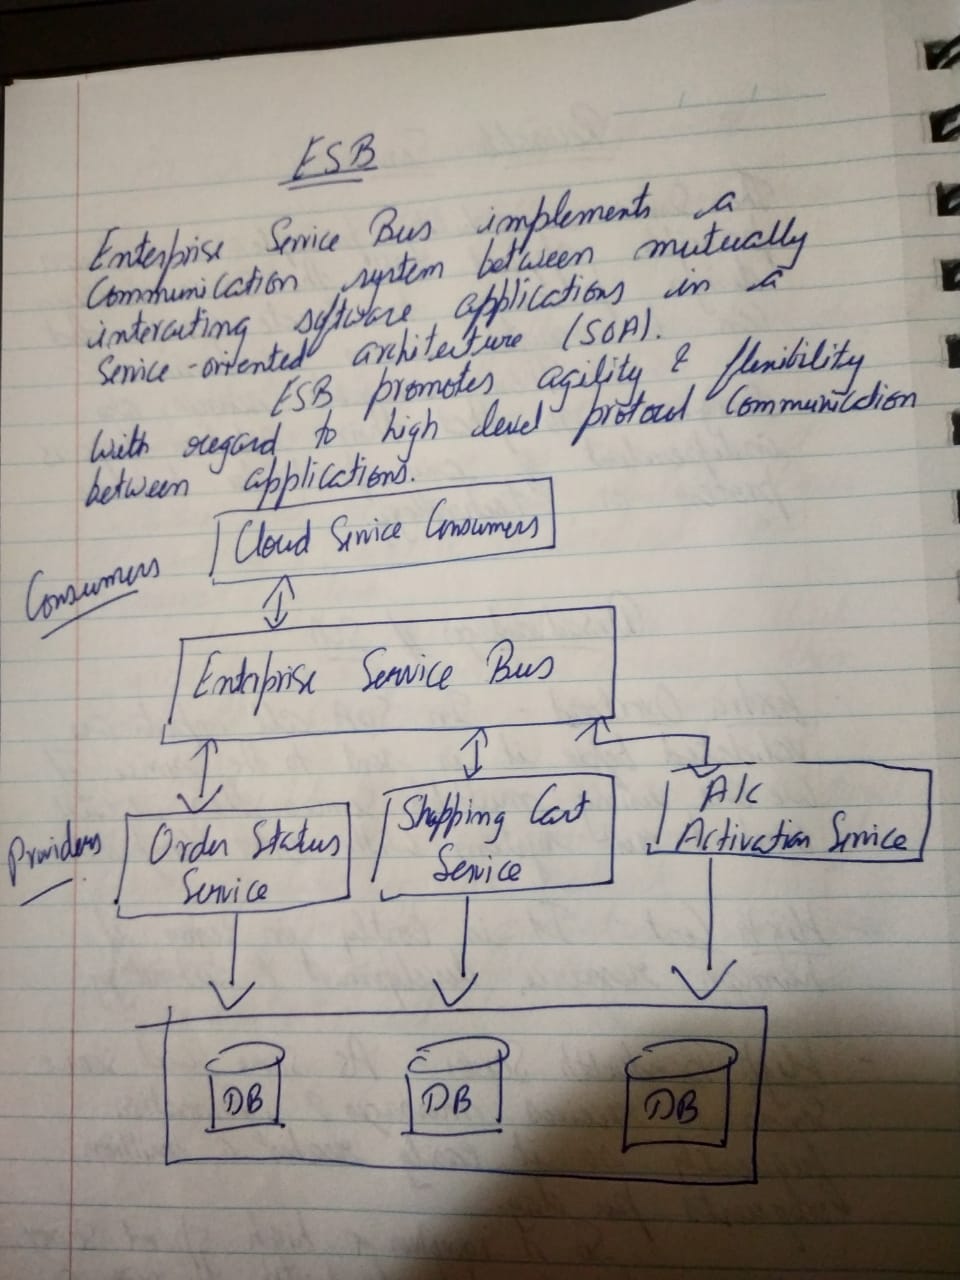 ESB
Enterprise Service Bus implements a
Communication system between mutually
interacting software applications in a
Service-oriented architecture (SOA).
ESB promotes agility & flexibility
with regard to high level protocol communication
between applications.
Cloud Service Consumers
Consumers
Enterprise Service Bus
Providers
Order Status
Service
Shopping Cart
Service
A/c
Activation Service
DB
DB
DB